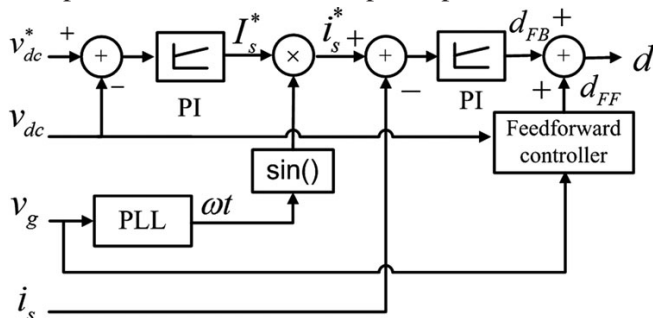 v*dc + + − PI I*s × i*s + + − PI dFB + + + d
dFF
vdc
Feedforward
controller
sin()
vg PLL ωt
is